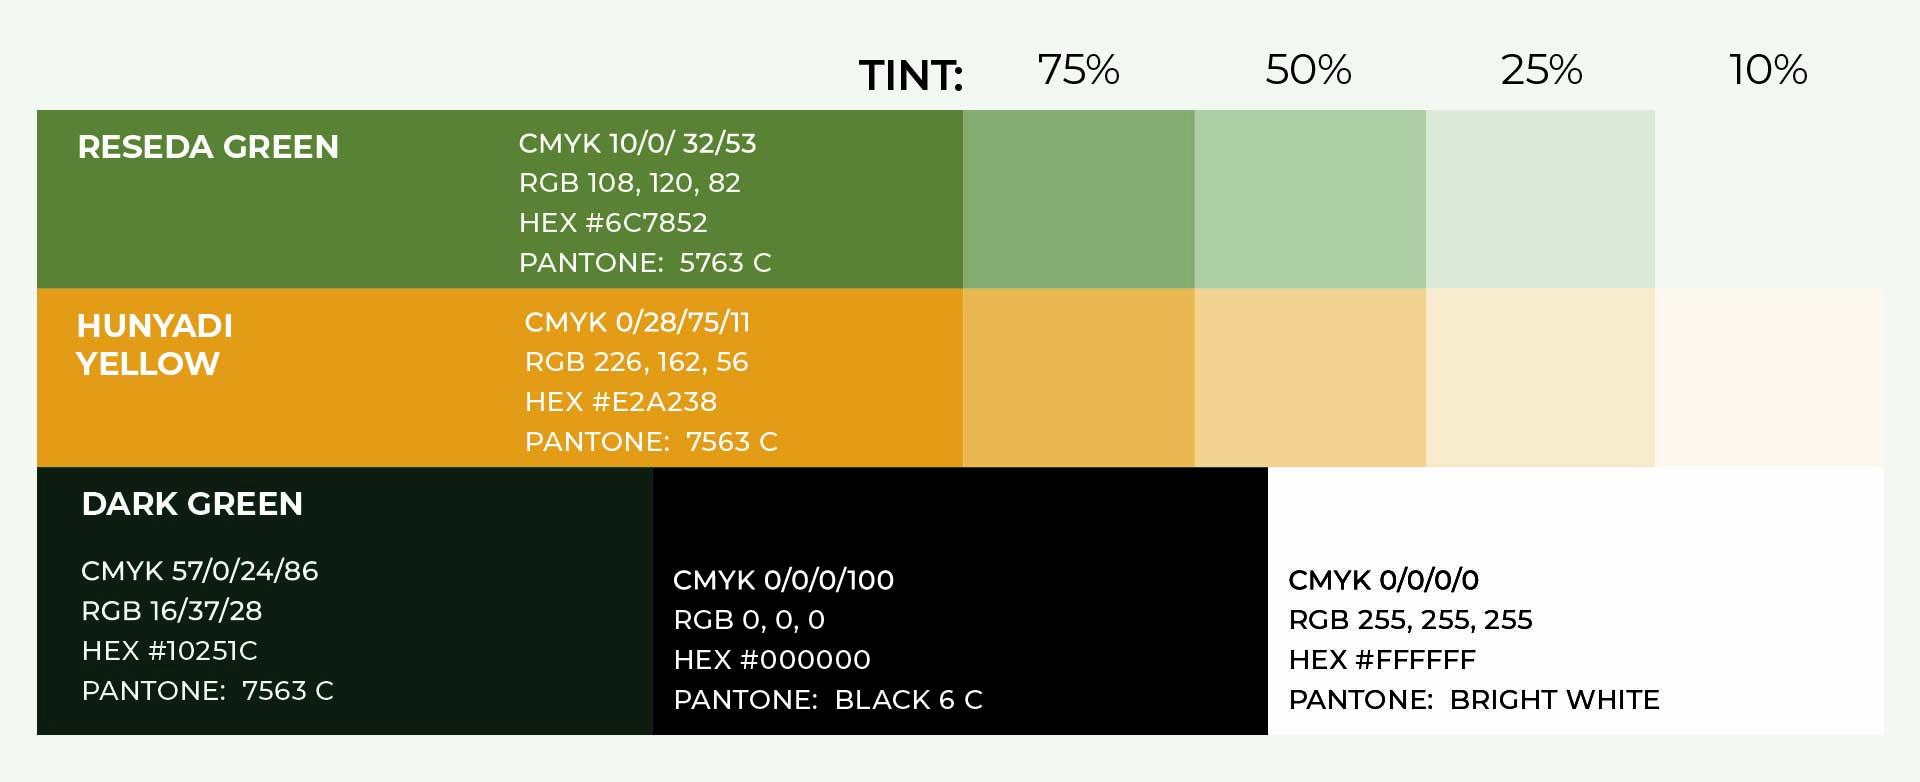 TINT: 75% 50% 25% 10%
RESEDA GREEN
CMYK 10/0/ 32/53
RGB 108, 120, 82
HEX #6C7852
PANTONE: 5763 C
HUNYADI
YELLOW
CMYK 0/28/75/11
RGB 226, 162, 56
HEX #E2A238
PANTONE: 7563 C
DARK GREEN
CMYK 57/0/24/86
RGB 16/37/28
HEX #10251C
PANTONE: 7563 C
CMYK 0/0/0/100
RGB 0, 0, 0
HEX #000000
PANTONE: BLACK 6 C
CMYK 0/0/0/0
RGB 255, 255, 255
HEX #FFFFFF
PANTONE: BRIGHT WHITE